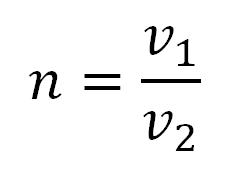 n = v₁/v₂